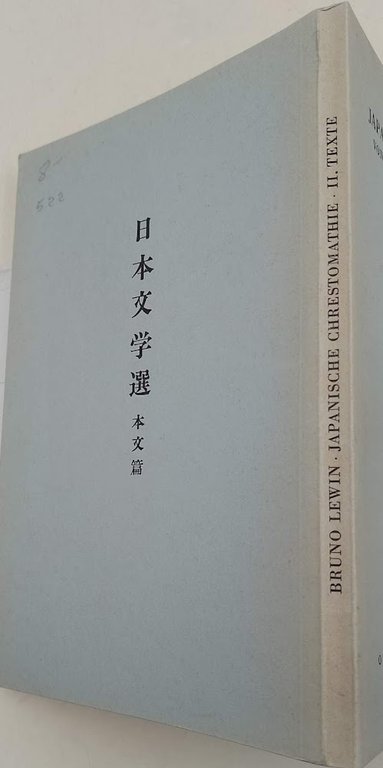 8-
522
日本文学選 本文篇
BRUNO LEWIN · JAPANISCHE CHRESTOMATHIE · II. TEXTE